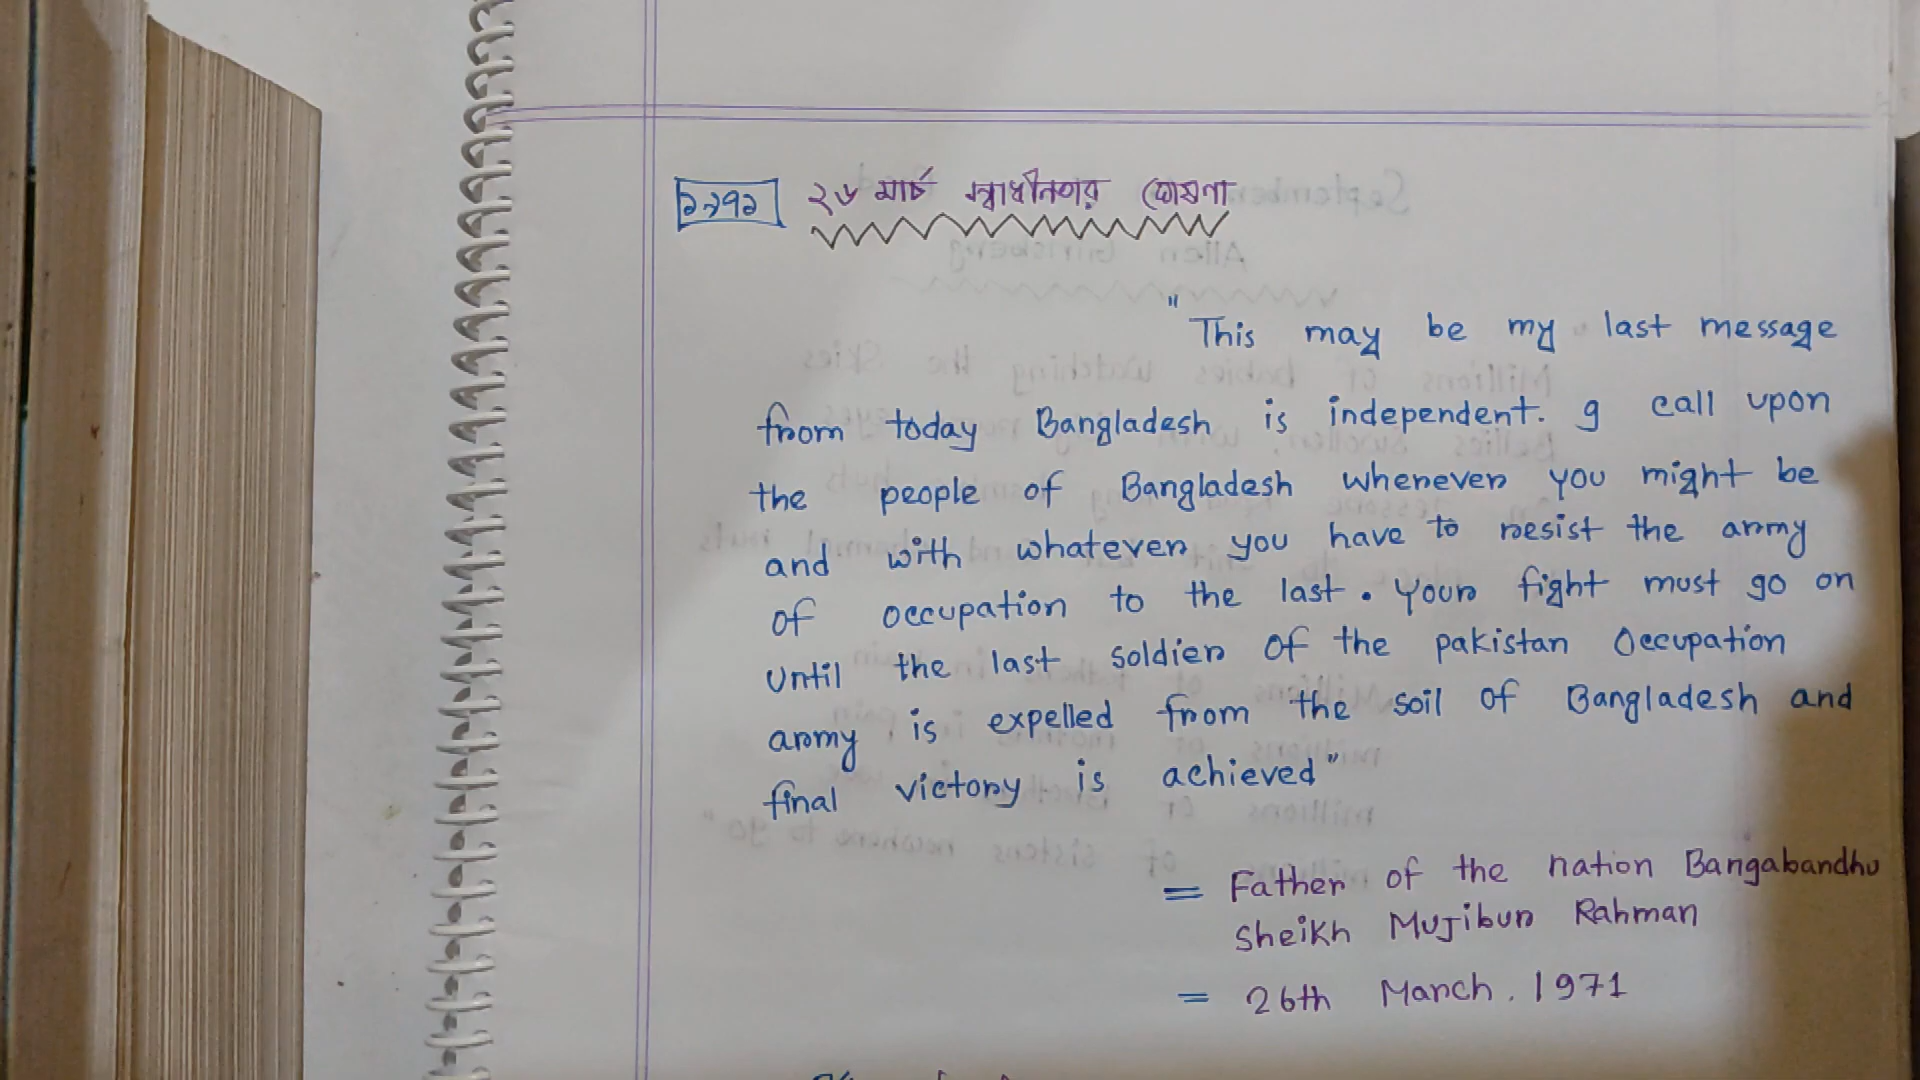 ১৯৭১ ২৬ মার্চ স্বাধীনতার ঘোষনা
"This may be my last message
from today Bangladesh is independent. I call upon
the people of Bangladesh whenever you might be
and with whatever you have to resist the army
of occupation to the last. Your fight must go on
until the last soldier of the pakistan Occupation
army is expelled from the soil of Bangladesh and
final victory is achieved"
= Father of the nation Bangabandhu
Sheikh Mujibur Rahman
= 26th March. 1971